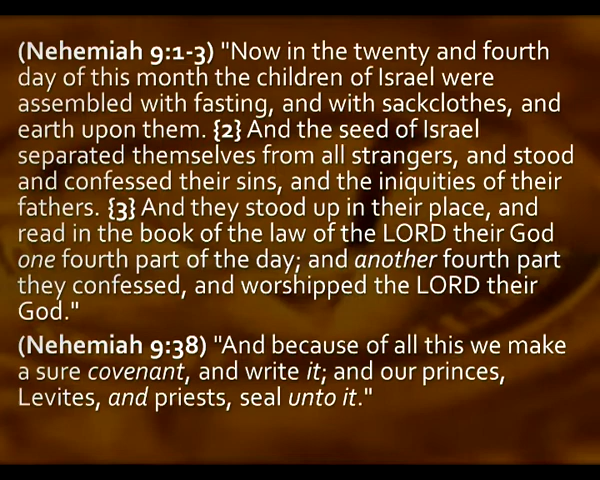 (Nehemiah 9:1-3) "Now in the twenty and fourth
day of this month the children of Israel were
assembled with fasting, and with sackclothes, and
earth upon them. {2} And the seed of Israel
separated themselves from all strangers, and stood
and confessed their sins, and the iniquities of their
fathers. {3} And they stood up in their place, and
read in the book of the law of the LORD their God
one fourth part of the day; and another fourth part
they confessed, and worshipped the LORD their
God."
(Nehemiah 9:38) "And because of all this we make
a sure covenant, and write it; and our princes,
Levites, and priests, seal unto it."